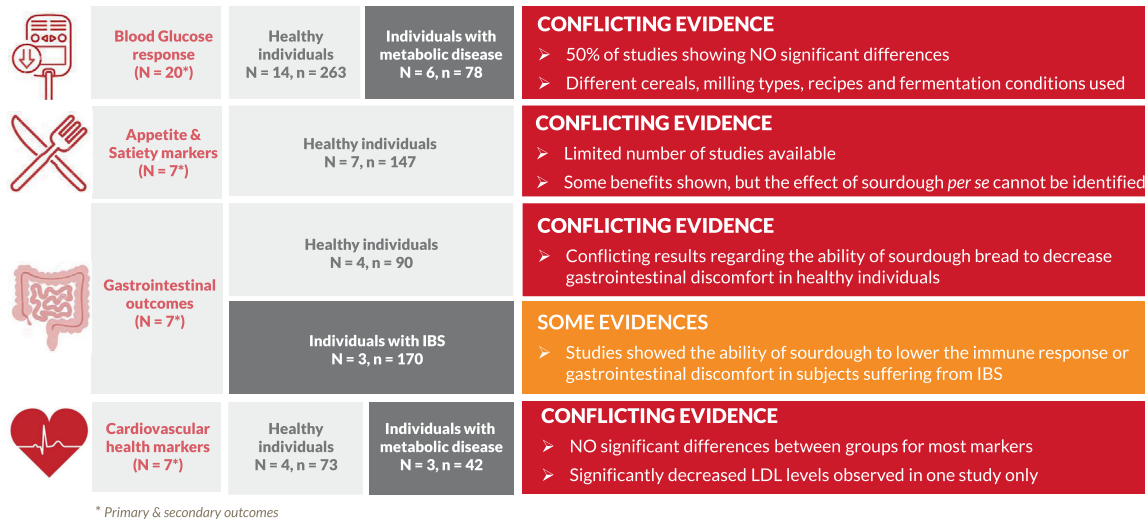 Blood Glucose
response
(N = 20*)
Healthy
individuals
N = 14, n = 263
Individuals with
metabolic disease
N = 6, n = 78
CONFLICTING EVIDENCE
➢ 50% of studies showing NO significant differences
➢ Different cereals, milling types, recipes and fermentation conditions used
Appetite &
Satiety markers
(N = 7*)
Healthy individuals
N = 7, n = 147
CONFLICTING EVIDENCE
➢ Limited number of studies available
➢ Some benefits shown, but the effect of sourdough per se cannot be identified
Gastrointestinal
outcomes
(N = 7*)
Healthy individuals
N = 4, n = 90
CONFLICTING EVIDENCE
➢ Conflicting results regarding the ability of sourdough bread to decrease
gastrointestinal discomfort in healthy individuals
Individuals with IBS
N = 3, n = 170
SOME EVIDENCES
➢ Studies showed the ability of sourdough to lower the immune response or
gastrointestinal discomfort in subjects suffering from IBS
Cardiovascular
health markers
(N = 7*)
Healthy
individuals
N = 4, n = 73
Individuals with
metabolic disease
N = 3, n = 42
CONFLICTING EVIDENCE
➢ NO significant differences between groups for most markers
➢ Significantly decreased LDL levels observed in one study only
* Primary & secondary outcomes